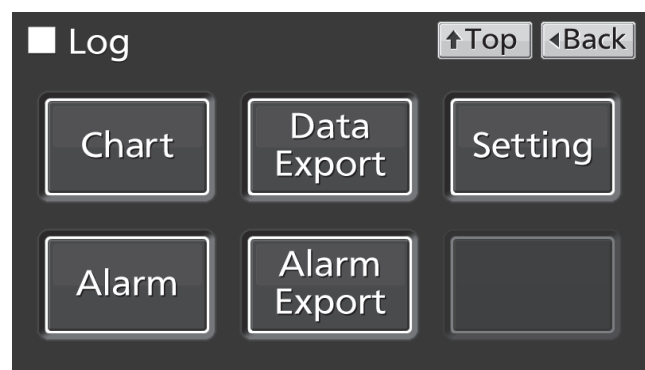 Log
↑Top
◂Back
Chart
Data
Export
Setting
Alarm
Alarm
Export